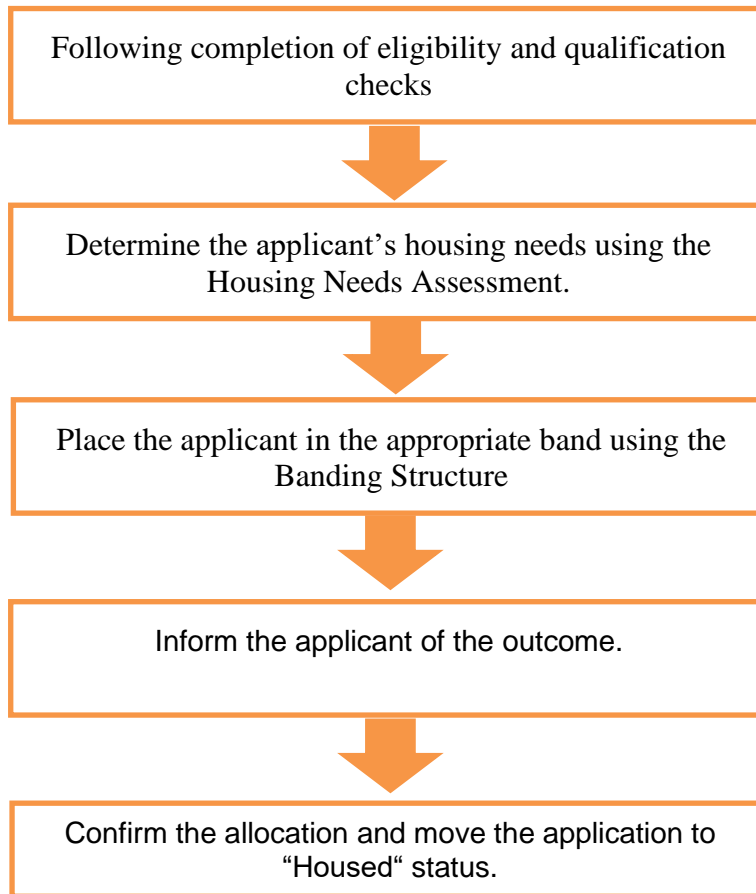 Following completion of eligibility and qualification
checks
Determine the applicant’s housing needs using the
Housing Needs Assessment.
Place the applicant in the appropriate band using the
Banding Structure
Inform the applicant of the outcome.
Confirm the allocation and move the application to
“Housed“ status.